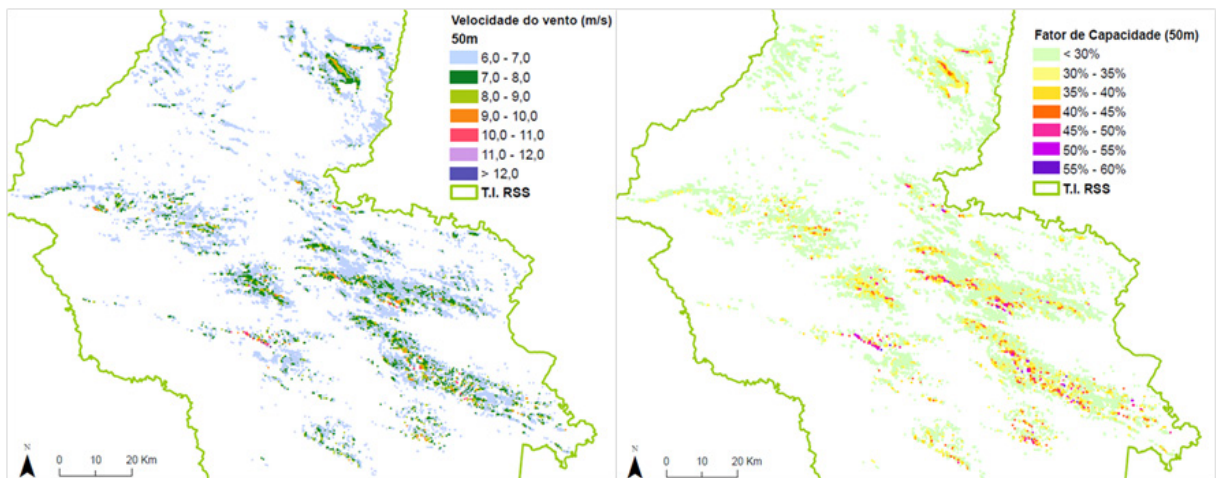 Velocidade do vento (m/s)
50m
6,0 - 7,0
7,0 - 8,0
8,0 - 9,0
9,0 - 10,0
10,0 - 11,0
11,0 - 12,0
> 12,0
T.I. RSS
N
0 10 20 Km
Fator de Capacidade (50m)
< 30%
30% - 35%
35% - 40%
40% - 45%
45% - 50%
50% - 55%
55% - 60%
T.I. RSS
N
0 10 20 Km